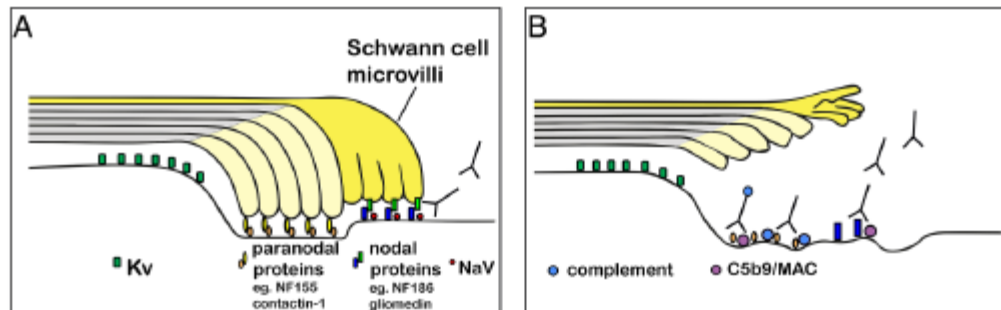 A
Schwann cell
microvilli
Kv
paranodal
proteins
eg. NF155
contactin-1
nodal
proteins
eg. NF186
gliomedin
NaV
B
complement
C5b9/MAC